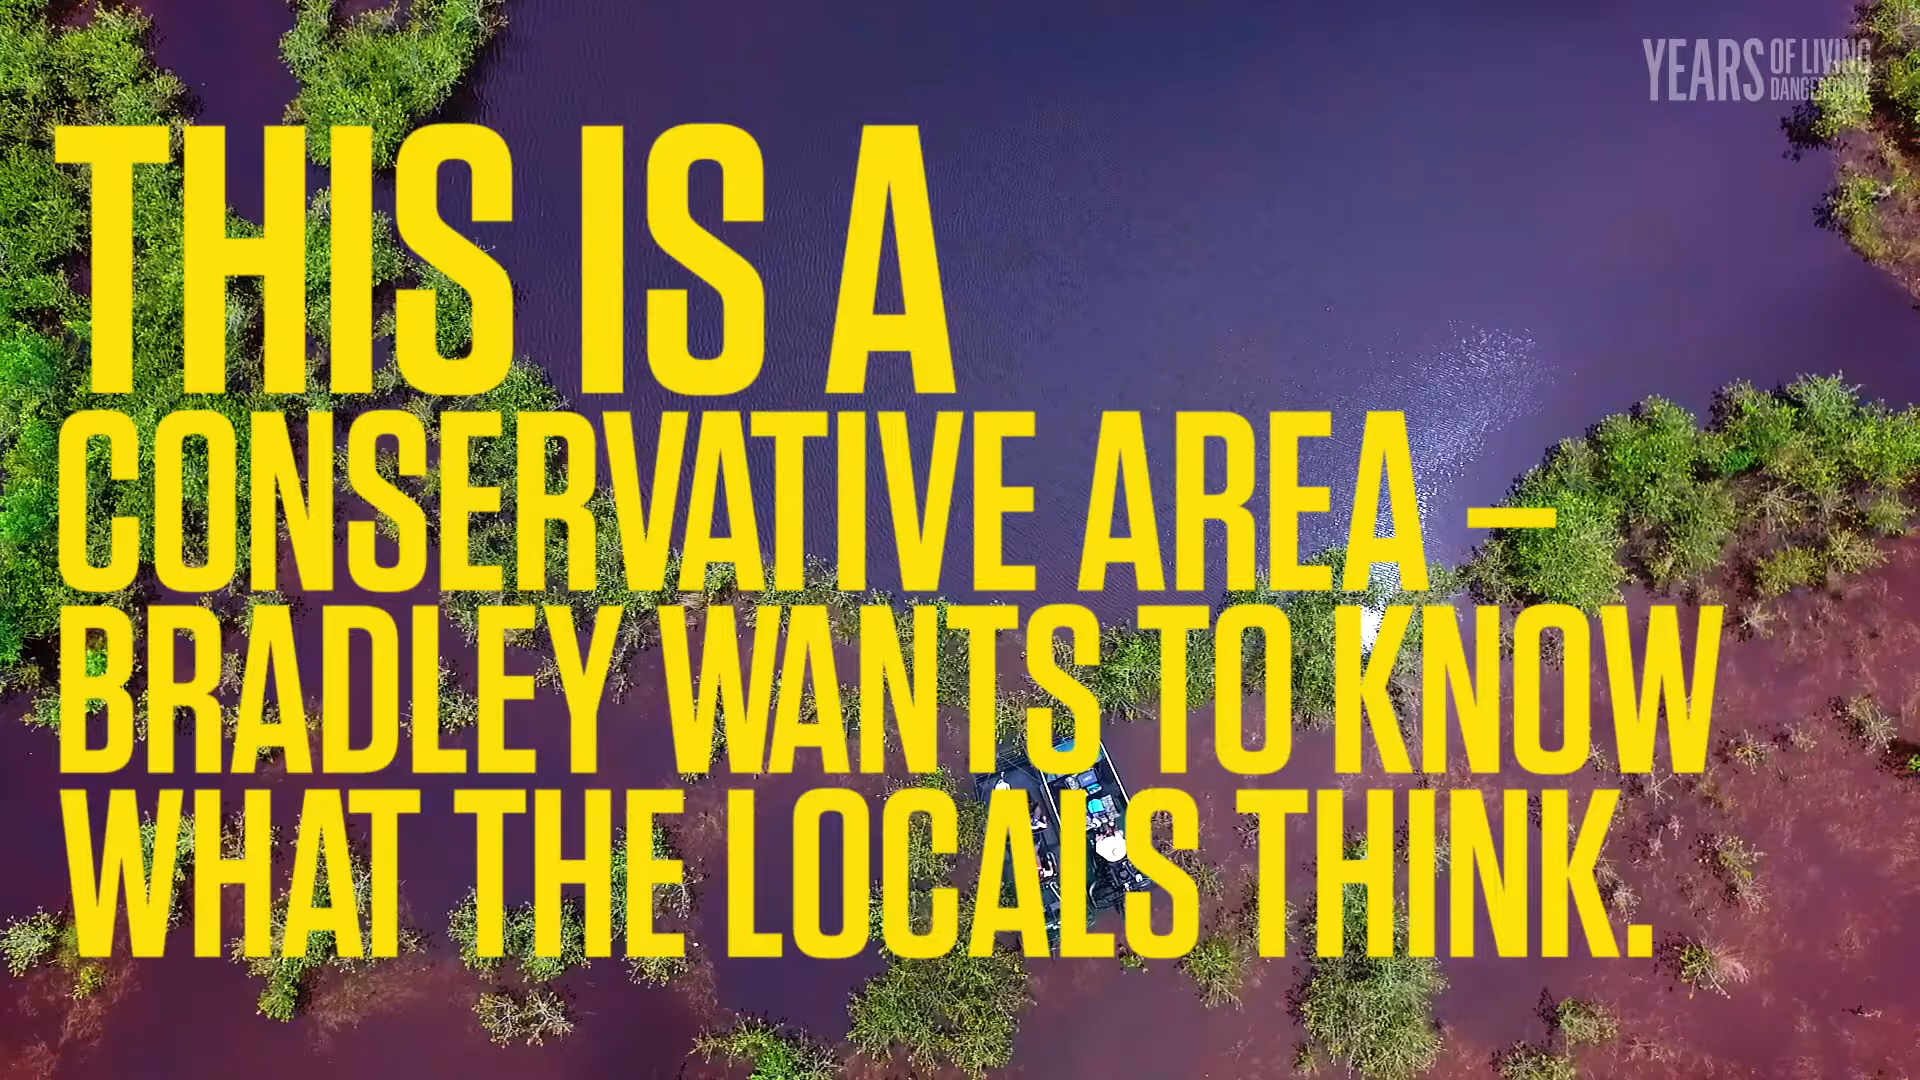 YEARS OF LIVING
DANGEROUSLY
THIS IS A
CONSERVATIVE AREA –
BRADLEY WANTS TO KNOW
WHAT THE LOCALS THINK.